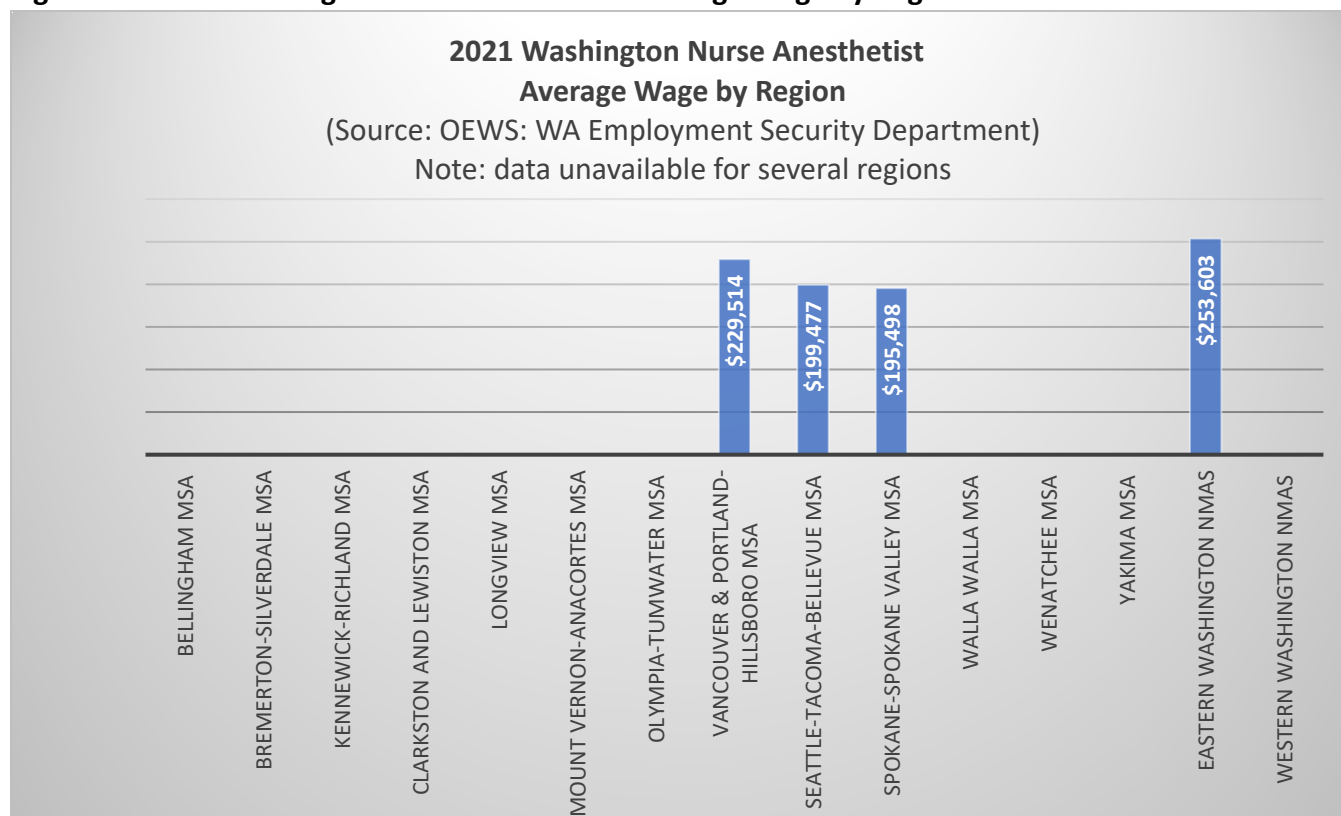 2021 Washington Nurse Anesthetist
Average Wage by Region
(Source: OEWS: WA Employment Security Department)
Note: data unavailable for several regions
$229,514
$199,477
$195,498
$253,603
BELLINGHAM MSA
BREMERTON-SILVERDALE MSA
KENNEWICK-RICHLAND MSA
CLARKSTON AND LEWISTON MSA
LONGVIEW MSA
MOUNT VERNON-ANACORTES MSA
OLYMPIA-TUMWATER MSA
VANCOUVER & PORTLAND-
HILLSBORO MSA
SEATTLE-TACOMA-BELLEVUE MSA
SPOKANE-SPOKANE VALLEY MSA
WALLA WALLA MSA
WENATCHEE MSA
YAKIMA MSA
EASTERN WASHINGTON NMAS
WESTERN WASHINGTON NMAS